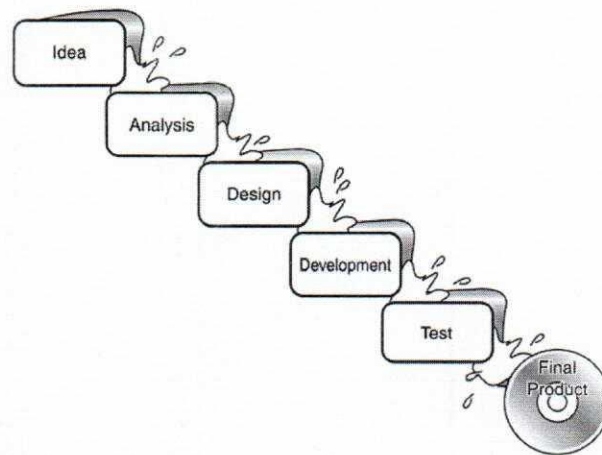 Idea
Analysis
Design
Development
Test
Final
Product